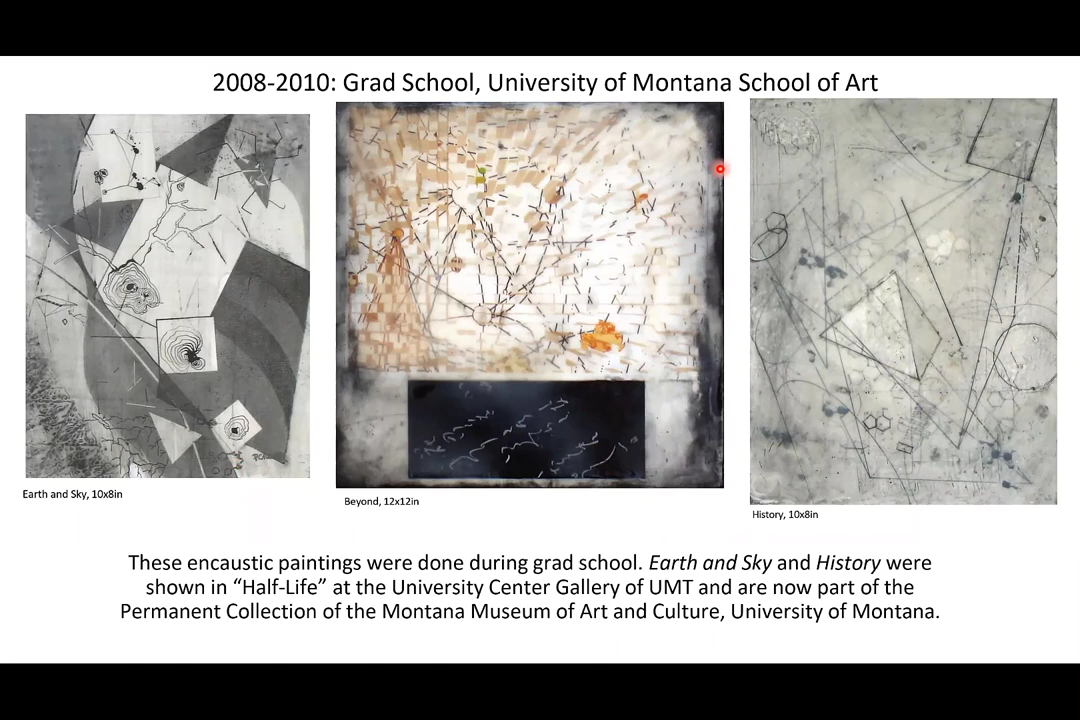 2008-2010: Grad School, University of Montana School of Art
Earth and Sky, 10x8in
Beyond, 12x12in
History, 10x8in
These encaustic paintings were done during grad school. Earth and Sky and History were
shown in “Half-Life” at the University Center Gallery of UMT and are now part of the
Permanent Collection of the Montana Museum of Art and Culture, University of Montana.